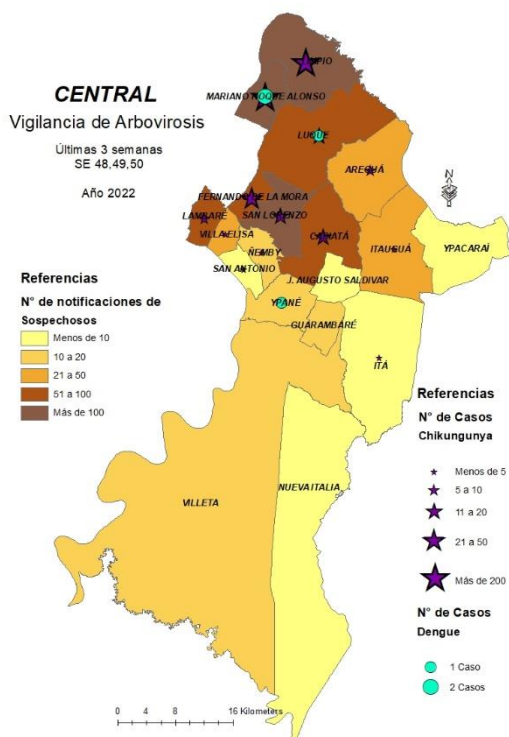 CENTRAL
Vigilancia de Arbovirosis
Últimas 3 semanas
SE 48,49,50
Año 2022
MARIANO ROQUE ALONSO
LUQUE
AREGUÁ
FERNANDO DE LA MORA
SAN LORENZO
LAMBARÉ
VILLA ELISA
CAPIATÁ
ITAUGUÁ
YPACARAÍ
ÑEMBY
SAN ANTONIO
J. AUGUSTO SALDIVAR
YPANÉ
GUARAMBARÉ
ITÁ
VILLETA
NUEVA ITALIA
N
Referencias
N° de notificaciones de
Sospechosos
Menos de 10
10 a 20
21 a 50
51 a 100
Más de 100
Referencias
N° de Casos
Chikungunya
Menos de 5
5 a 10
11 a 20
21 a 50
Más de 200
N° de Casos
Dengue
1 Caso
2 Casos
0 4 8 16 Kilometers